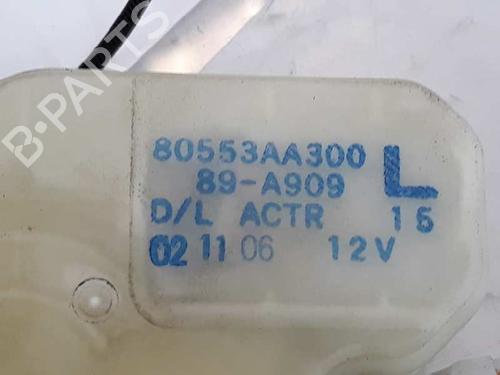 B-PARTS
80553AA300
89-A909 L
D/L ACTR 15
02 11 06 12V